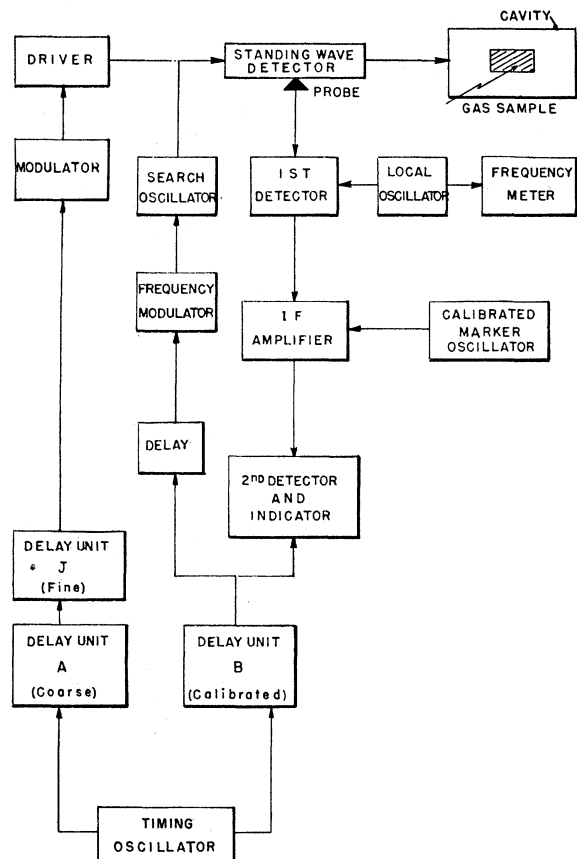 CAVITY
DRIVER
STANDING WAVE
DETECTOR
PROBE
GAS SAMPLE
MODULATOR
SEARCH
OSCILLATOR
IST
DETECTOR
LOCAL
OSCILLATOR
FREQUENCY
METER
FREQUENCY
MODULATOR
IF
AMPLIFIER
CALIBRATED
MARKER
OSCILLATOR
DELAY
2ND DETECTOR
AND
INDICATOR
DELAY UNIT
J
(Fine)
DELAY UNIT
A
(Coarse)
DELAY UNIT
B
(Calibrated)
TIMING
OSCILLATOR